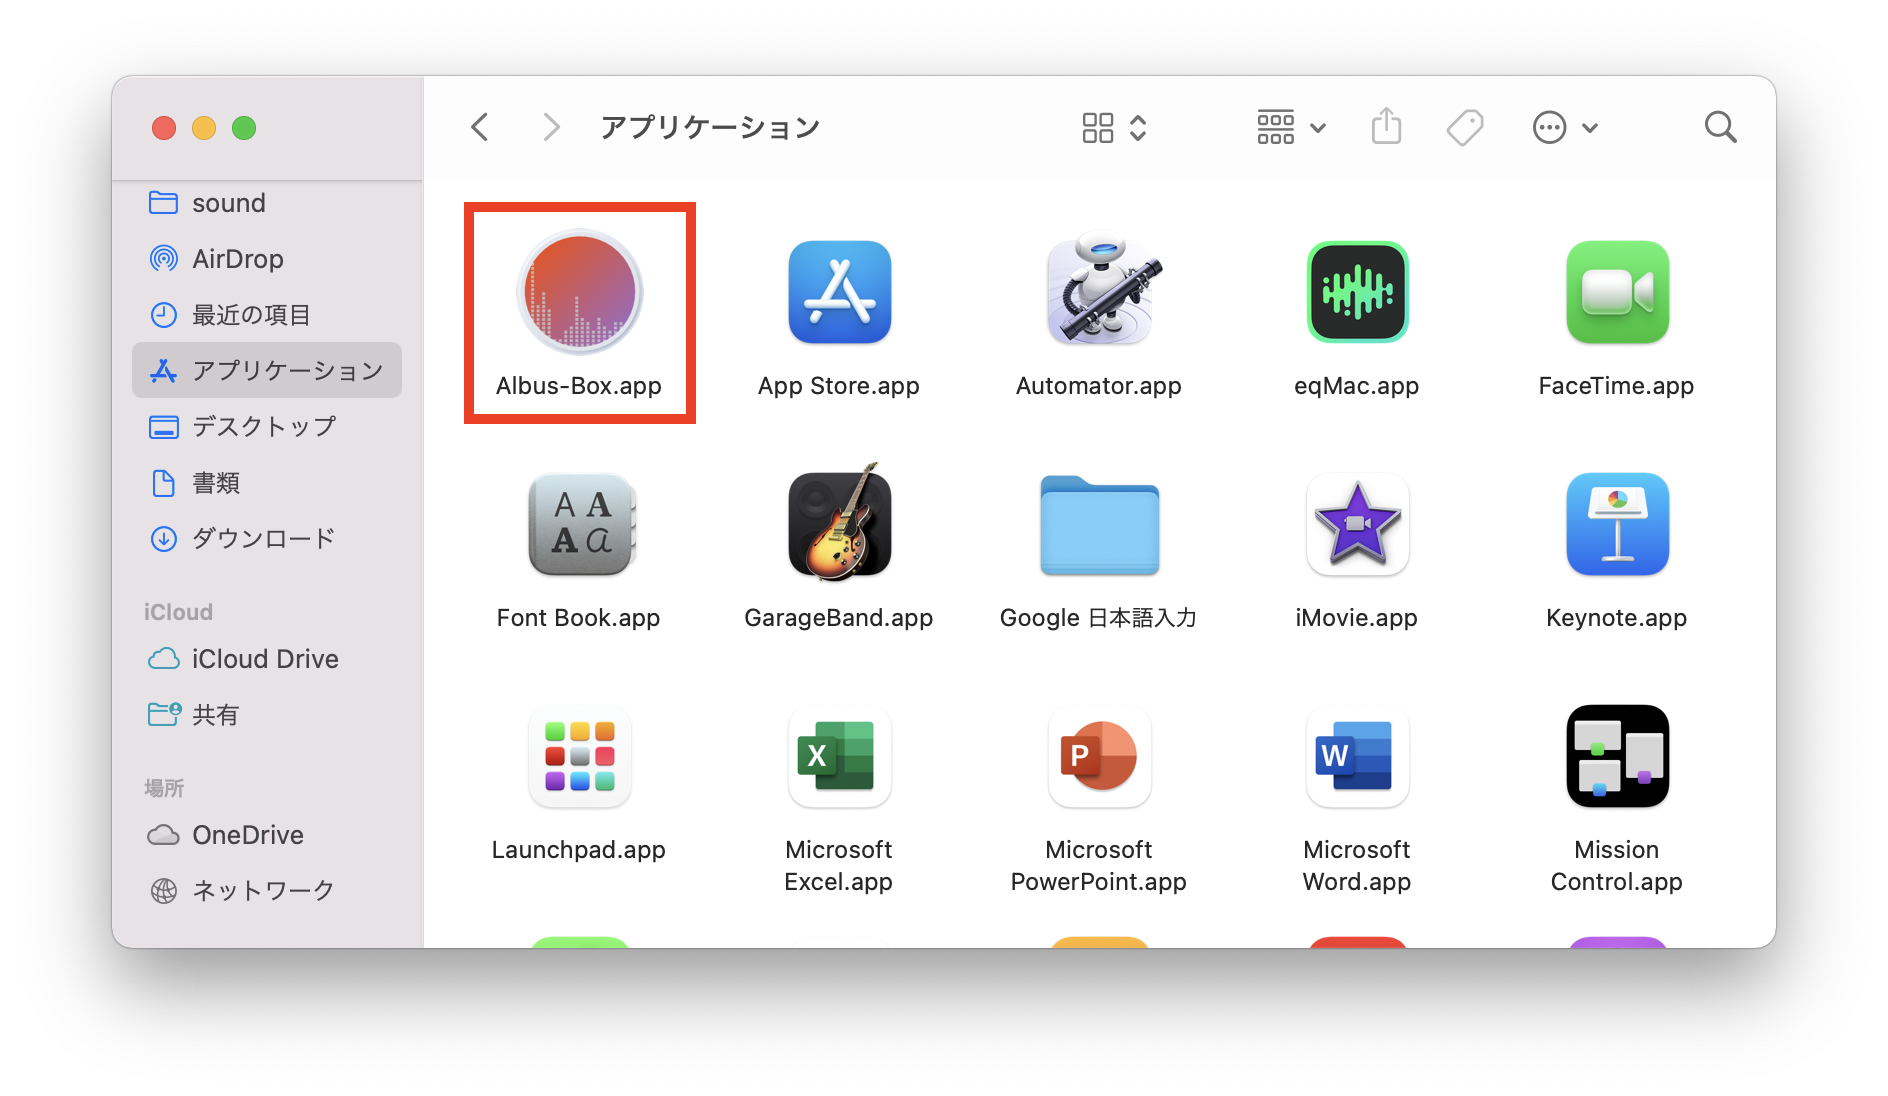 アプリケーション
sound
AirDrop
最近の項目
アプリケーション
デスクトップ
書類
ダウンロード
iCloud
iCloud Drive
共有
場所
OneDrive
ネットワーク
Albus-Box.app
App Store.app
Automator.app
eqMac.app
FaceTime.app
A A
A a
Font Book.app
GarageBand.app
Google 日本語入力
iMovie.app
Keynote.app
X
P
W
Launchpad.app
Microsoft
Excel.app
Microsoft
PowerPoint.app
Microsoft
Word.app
Mission
Control.app